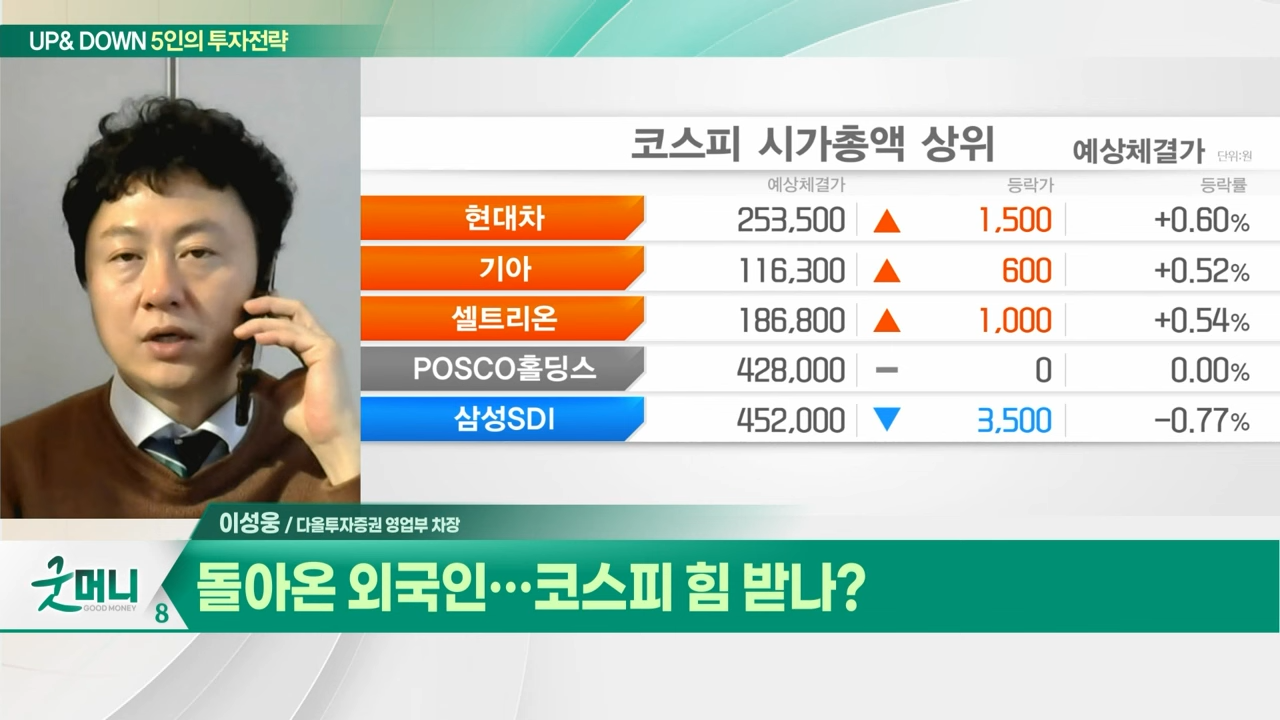 UP& DOWN 5인의 투자전략
코스피 시가총액 상위 예상체결가 단위:원
예상체결가 등락가 등락률
현대차 253,500 ▲ 1,500 +0.60%
기아 116,300 ▲ 600 +0.52%
셀트리온 186,800 ▲ 1,000 +0.54%
POSCO홀딩스 428,000 - 0 0.00%
삼성SDI 452,000 ▼ 3,500 -0.77%
이성웅 / 다올투자증권 영업부 차장
굿머니
GOOD MONEY
8
돌아온 외국인…코스피 힘 받나?